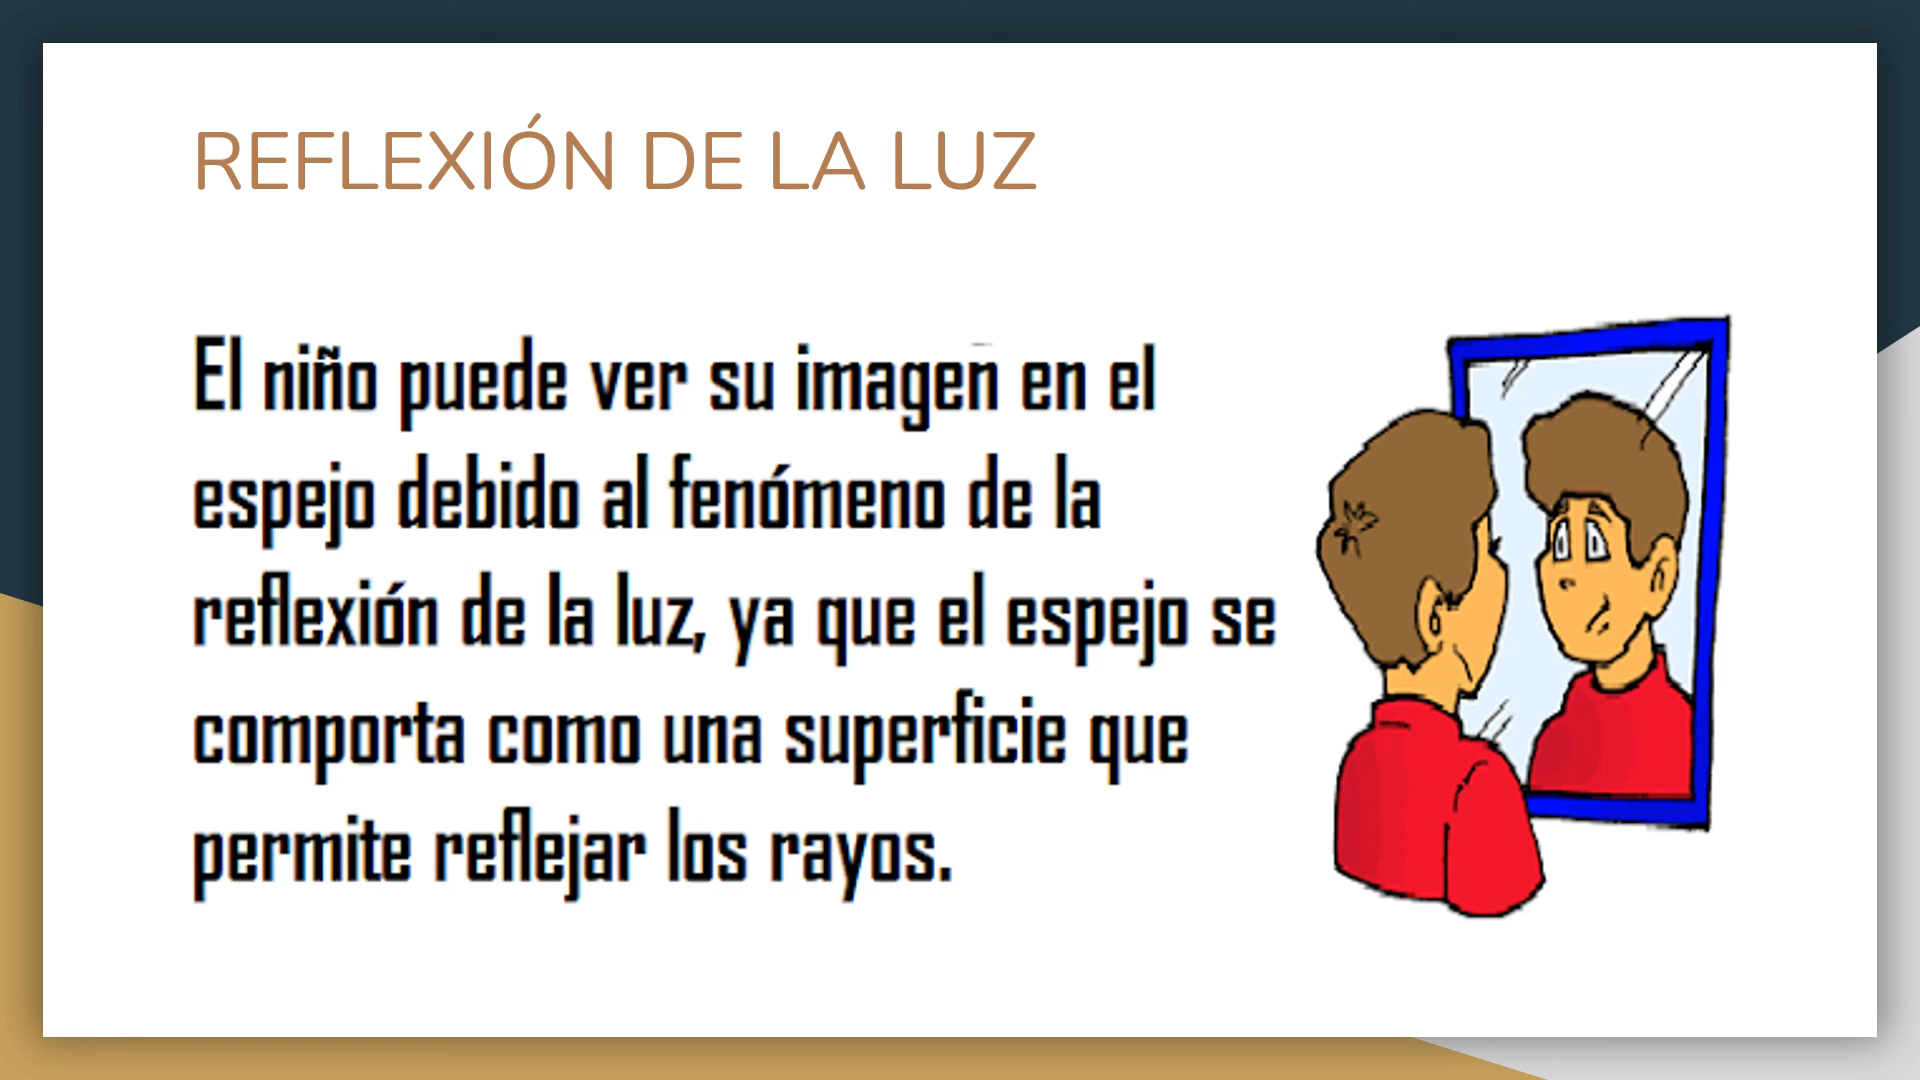 REFLEXIÓN DE LA LUZ
El niño puede ver su imagen en el
espejo debido al fenómeno de la
reflexión de la luz, ya que el espejo se
comporta como una superficie que
permite reflejar los rayos.